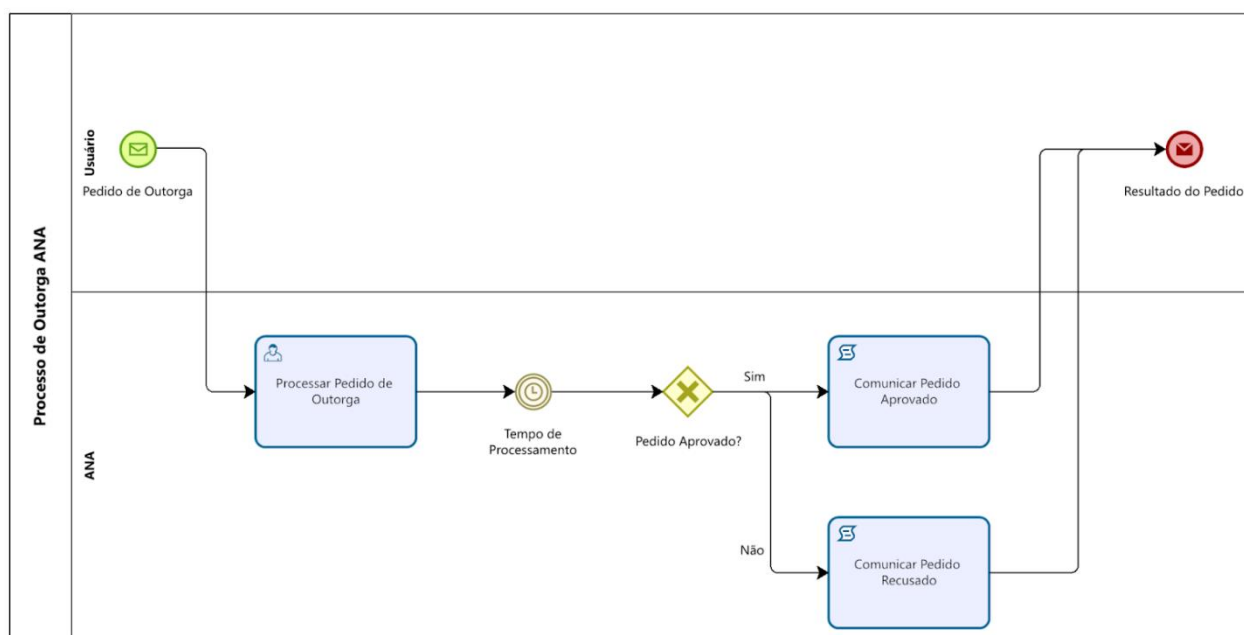 Processo de Outorga ANA
Usuário
Pedido de Outorga
Resultado do Pedido
ANA
Processar Pedido de
Outorga
Tempo de
Processamento
Pedido Aprovado?
Sim
Comunicar Pedido
Aprovado
Não
Comunicar Pedido
Recusado